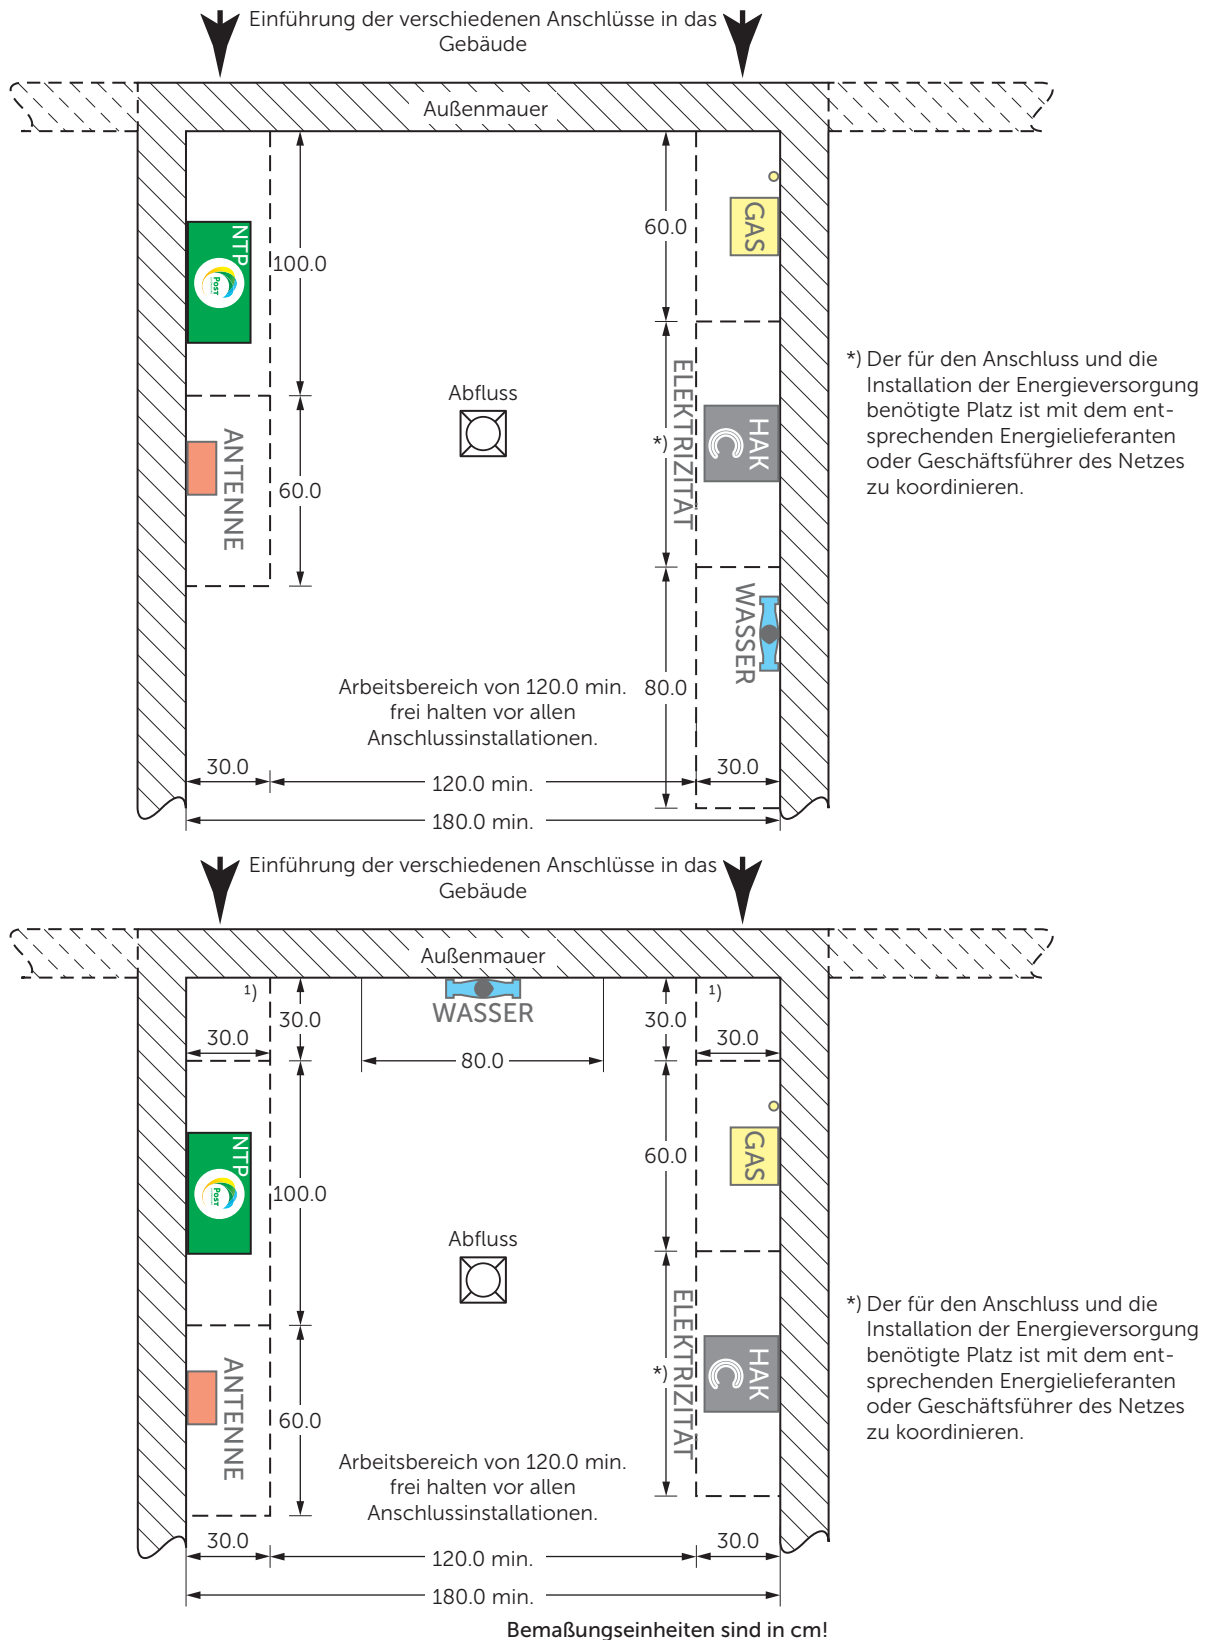 Einführung der verschiedenen Anschlüsse in das
Gebäude
Außenmauer
100.0
60.0
GAS
NTP
POST
60.0
ANTENNE
Abfluss
ELEKTRIZITÄT
*)
HAK
*) Der für den Anschluss und die
Installation der Energieversorgung
benötigte Platz ist mit dem ent-
sprechenden Energielieferanten
oder Geschäftsführer des Netzes
zu koordinieren.
WASSER
80.0
Arbeitsbereich von 120.0 min.
frei halten vor allen
Anschlussinstallationen.
30.0
120.0 min.
30.0
180.0 min.
Einführung der verschiedenen Anschlüsse in das
Gebäude
Außenmauer
¹)
30.0
30.0
WASSER
80.0
30.0
¹)
30.0
NTP
POST
100.0
60.0
GAS
Abfluss
ANTENNE
60.0
ELEKTRIZITÄT
*)
HAK
*) Der für den Anschluss und die
Installation der Energieversorgung
benötigte Platz ist mit dem ent-
sprechenden Energielieferanten
oder Geschäftsführer des Netzes
zu koordinieren.
Arbeitsbereich von 120.0 min.
frei halten vor allen
Anschlussinstallationen.
30.0
120.0 min.
30.0
180.0 min.
Bemaßungseinheiten sind in cm!